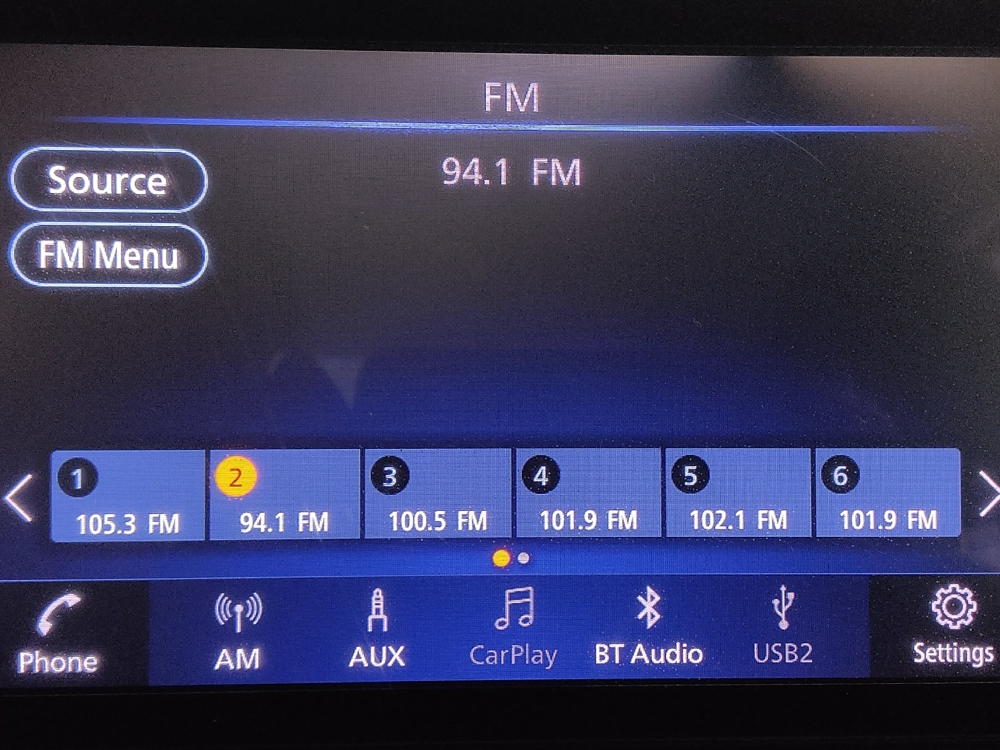 FM
94.1 FM
Source
FM Menu
1 2 3 4 5 6
105.3 FM 94.1 FM 100.5 FM 101.9 FM 102.1 FM 101.9 FM
Phone AM AUX CarPlay BT Audio USB2 Settings